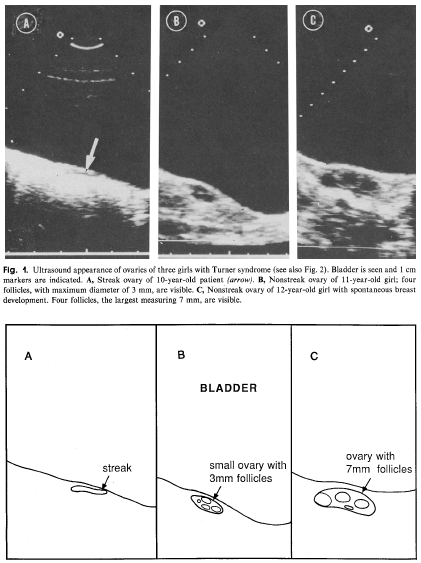 A B C
Fig. 1. Ultrasound appearance of ovaries of three girls with Turner syndrome (see also Fig. 2). Bladder is seen and 1 cm
markers are indicated. A, Streak ovary of 10-year-old patient (arrow). B, Nonstreak ovary of 11-year-old girl; four
follicles, with maximum diameter of 3 mm, are visible. C, Nonstreak ovary of 12-year-old girl with spontaneous breast
development. Four follicles, the largest measuring 7 mm, are visible.
A B C
BLADDER
streak
small ovary with
3mm follicles
ovary with
7mm follicles